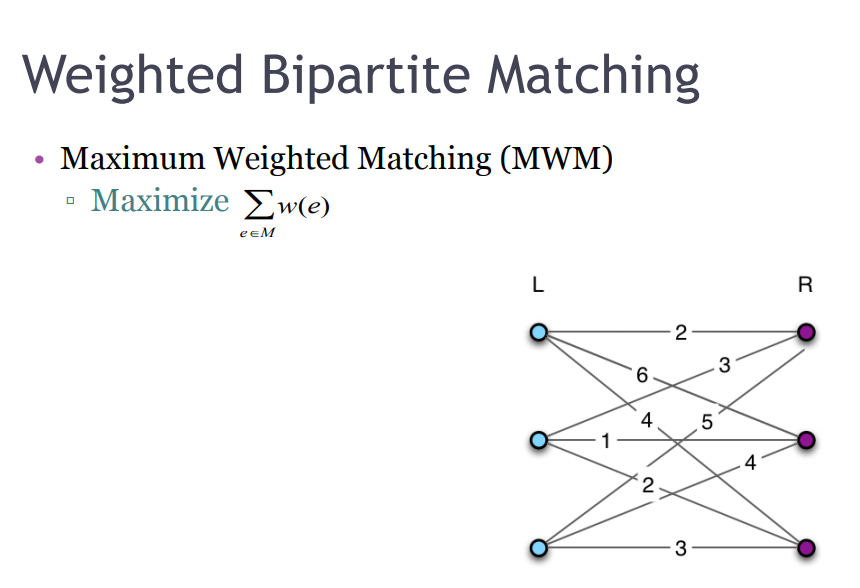 Weighted Bipartite Matching
• Maximum Weighted Matching (MWM)
▫ Maximize ∑w(e)
e∈M
L R
2
3
6
4 5
1
4
2
3